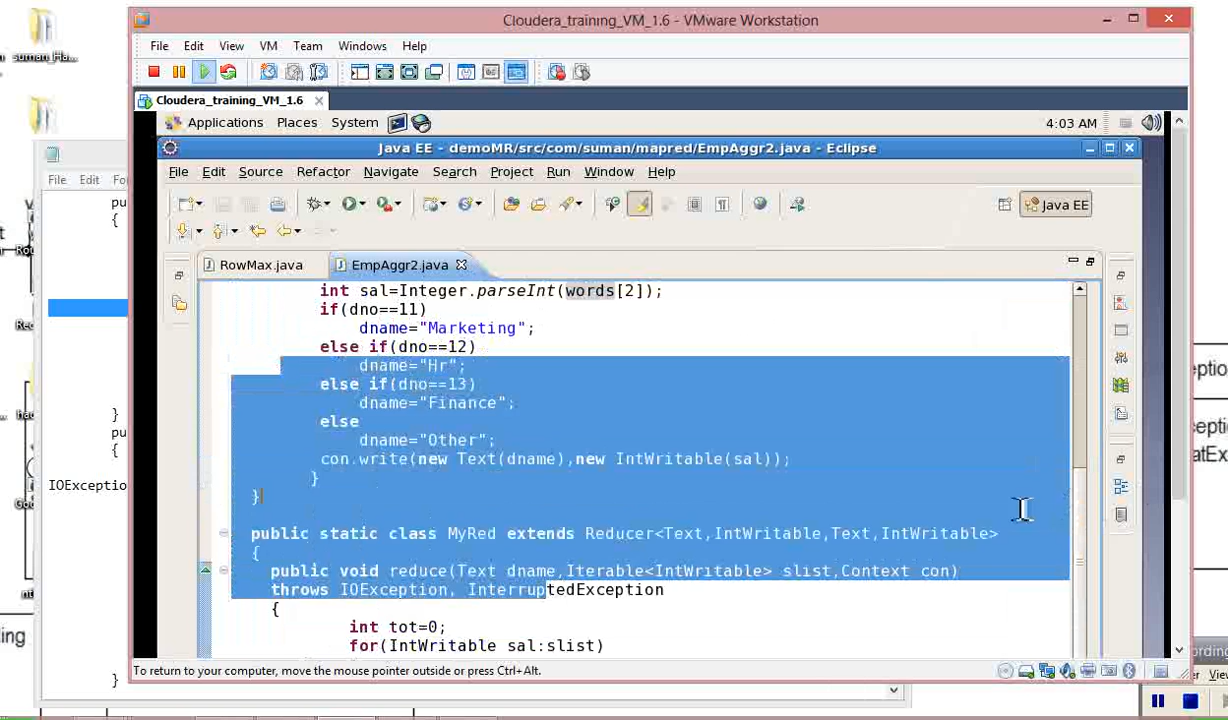 Cloudera_training_VM_1.6 - VMware Workstation
suman_Ha...
File Edit View VM Team Windows Help
Cloudera_training_VM_1.6
Applications Places System 4:03 AM
Java EE - demoMR/src/com/suman/mapred/EmpAggr2.java - Eclipse
File Edit Source Refactor Navigate Search Project Run Window Help
File Edit Fo
Java EE
RowMax.java EmpAggr2.java
int sal=Integer.parseInt(words[2]);
if(dno==11)
dname="Marketing";
else if(dno==12)
dname="Hr";
else if(dno==13)
dname="Finance";
else
dname="Other";
con.write(new Text(dname),new IntWritable(sal));
}
}
public static class MyRed extends Reducer<Text,IntWritable,Text,IntWritable>
{
public void reduce(Text dname,Iterable<IntWritable> slist,Context con)
throws IOException, InterruptedException
{
int tot=0;
for(IntWritable sal:slist)
To return to your computer, move the mouse pointer outside or press Ctrl+Alt.
pu
{
}
pu
{
IOExceptio
}